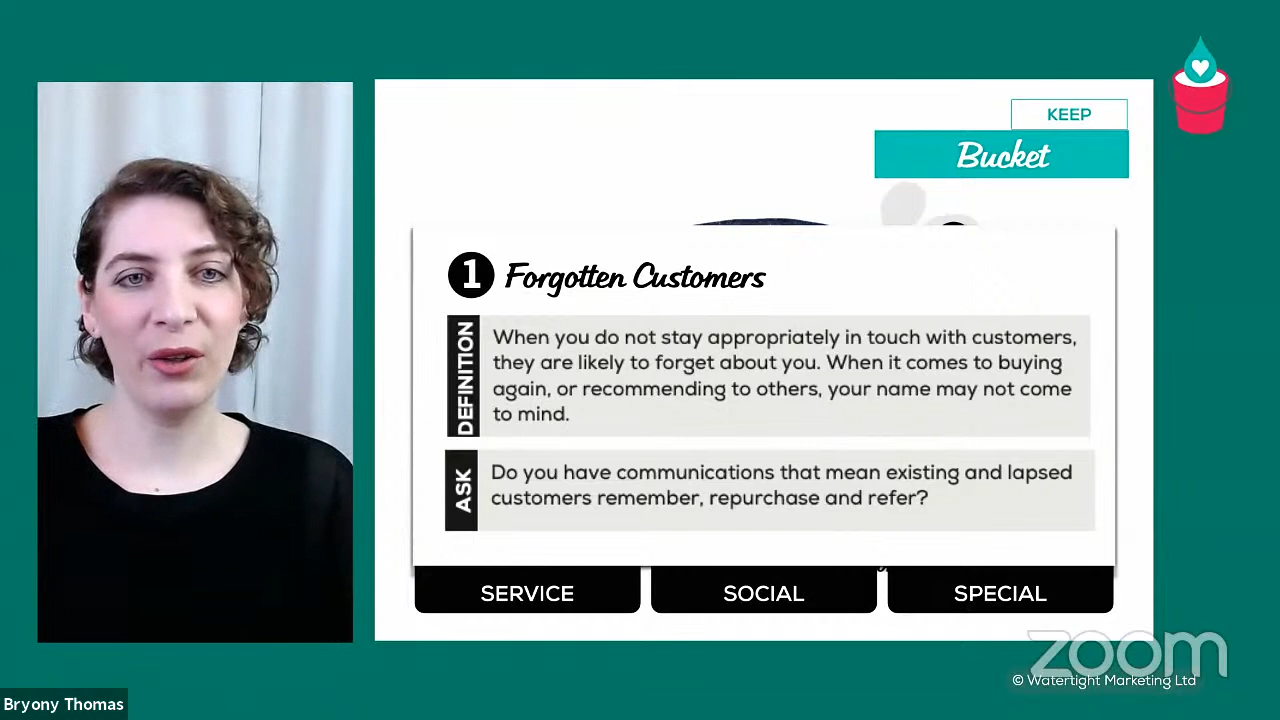 KEEP
Bucket
1 Forgotten Customers
DEFINITION
When you do not stay appropriately in touch with customers,
they are likely to forget about you. When it comes to buying
again, or recommending to others, your name may not come
to mind.
ASK
Do you have communications that mean existing and lapsed
customers remember, repurchase and refer?
SERVICE
SOCIAL
SPECIAL
zoom
© Watertight Marketing Ltd
Bryony Thomas